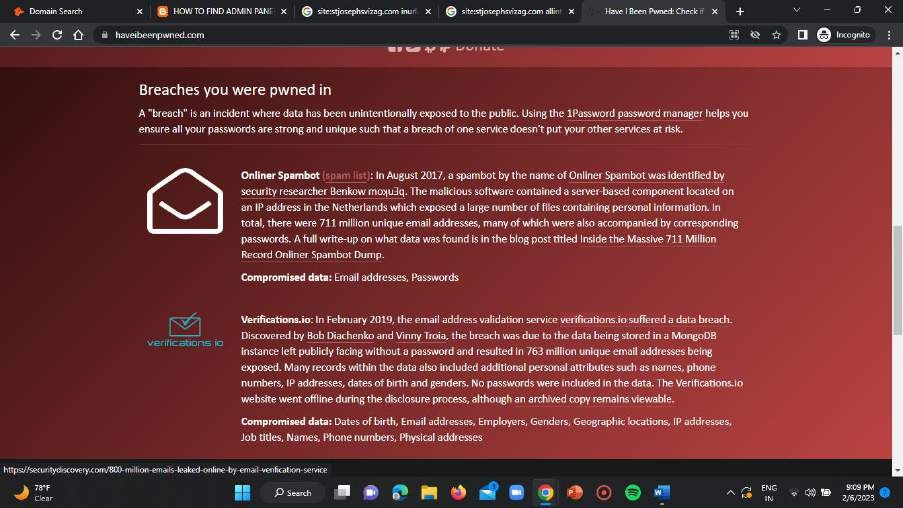 Domain Search
HOW TO FIND ADMIN PANE
site:stjosephsvizag.com inurl
site:stjosephsvizag.com allint
Have I Been Pwned: Check if
haveibeenpwned.com
Incognito
Donate
Breaches you were pwned in
A "breach" is an incident where data has been unintentionally exposed to the public. Using the 1Password password manager helps you
ensure all your passwords are strong and unique such that a breach of one service doesn't put your other services at risk.
Onliner Spambot (spam list): In August 2017, a spambot by the name of Onliner Spambot was identified by
security researcher Benkow moʞuƎq. The malicious software contained a server-based component located on
an IP address in the Netherlands which exposed a large number of files containing personal information. In
total, there were 711 million unique email addresses, many of which were also accompanied by corresponding
passwords. A full write-up on what data was found is in the blog post titled Inside the Massive 711 Million
Record Onliner Spambot Dump.
Compromised data: Email addresses, Passwords
verifications io
Verifications.io: In February 2019, the email address validation service verifications.io suffered a data breach.
Discovered by Bob Diachenko and Vinny Troia, the breach was due to the data being stored in a MongoDB
instance left publicly facing without a password and resulted in 763 million unique email addresses being
exposed. Many records within the data also included additional personal attributes such as names, phone
numbers, IP addresses, dates of birth and genders. No passwords were included in the data. The Verifications.io
website went offline during the disclosure process, although an archived copy remains viewable.
Compromised data: Dates of birth, Email addresses, Employers, Genders, Geographic locations, IP addresses,
Job titles, Names, Phone numbers, Physical addresses
https://securitydiscovery.com/800-million-emails-leaked-online-by-email-verification-service
78°F
Clear
Search
ENG
IN
9:09 PM
2/6/2023